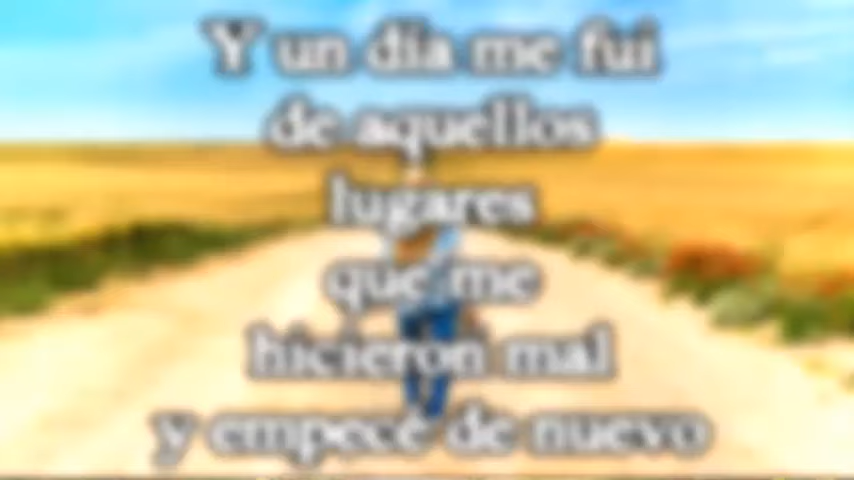 Y un día me fui
de aquellos
lugares
que me
hicieron mal
y empecé de nuevo